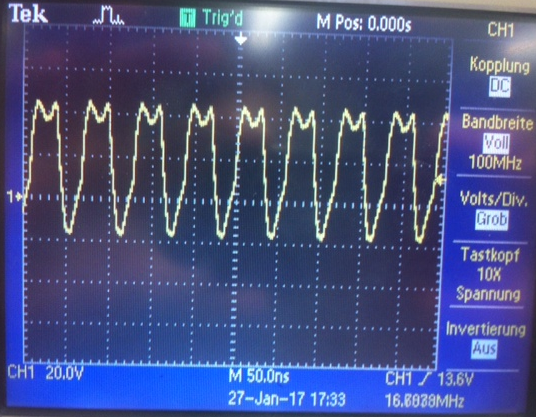 Tek Trig'd M Pos: 0.000s CH1
Kopplung
DC
Bandbreite
Voll
100MHz
1
Volts/Div.
Grob
Tastkopf
10X
Spannung
Invertierung
Aus
CH1 20.0V M 50.0ns CH1 13.6V
27-Jan-17 17:33